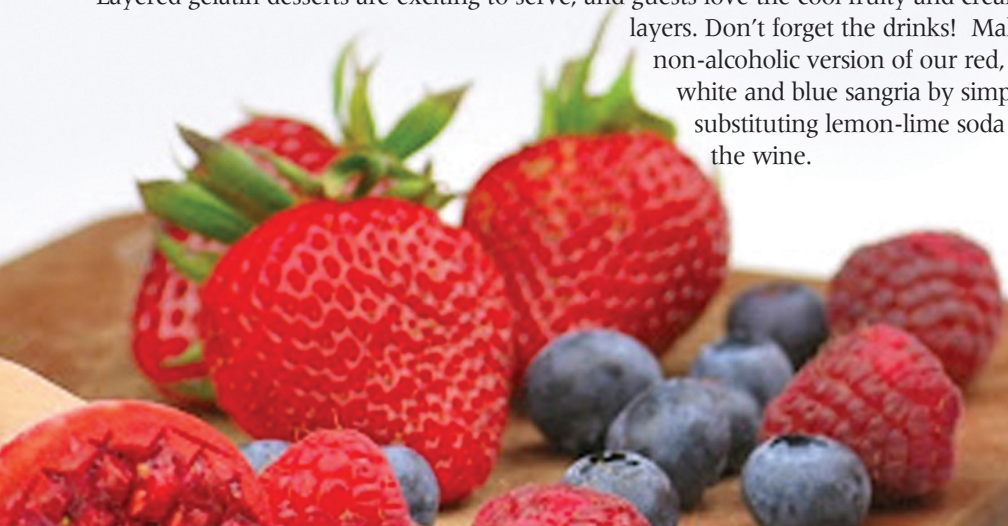 Layered gelatin desserts are exciting to serve, and guests love the cool fruity and
layers. Don’t forget the drinks! 
non-alcoholic version of our red,
white and blue sangria by
substituting lemon-lime soda
the wine.